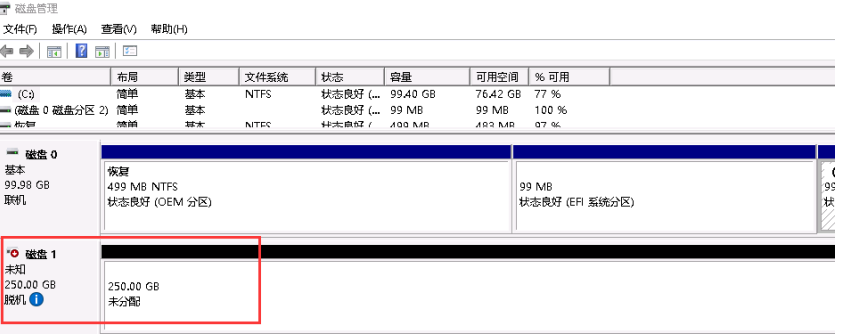 磁盘管理
文件(F) 操作(A) 查看(V) 帮助(H)
卷 布局 类型 文件系统 状态 容量 可用空间 % 可用
(C:) 简单 基本 NTFS 状态良好 (... 99.40 GB 76.42 GB 77 %
(磁盘 0 磁盘分区 2) 简单 基本 状态良好 (... 99 MB 99 MB 100 %
恢复 简单 基本 NTFS 状态良好 (... 499 MB 483 MB 97 %
磁盘 0
基本
99.98 GB
联机
恢复
499 MB NTFS
状态良好 (OEM 分区)
99 MB
状态良好 (EFI 系统分区)
(
99
状
磁盘 1
未知
250.00 GB
脱机
250.00 GB
未分配